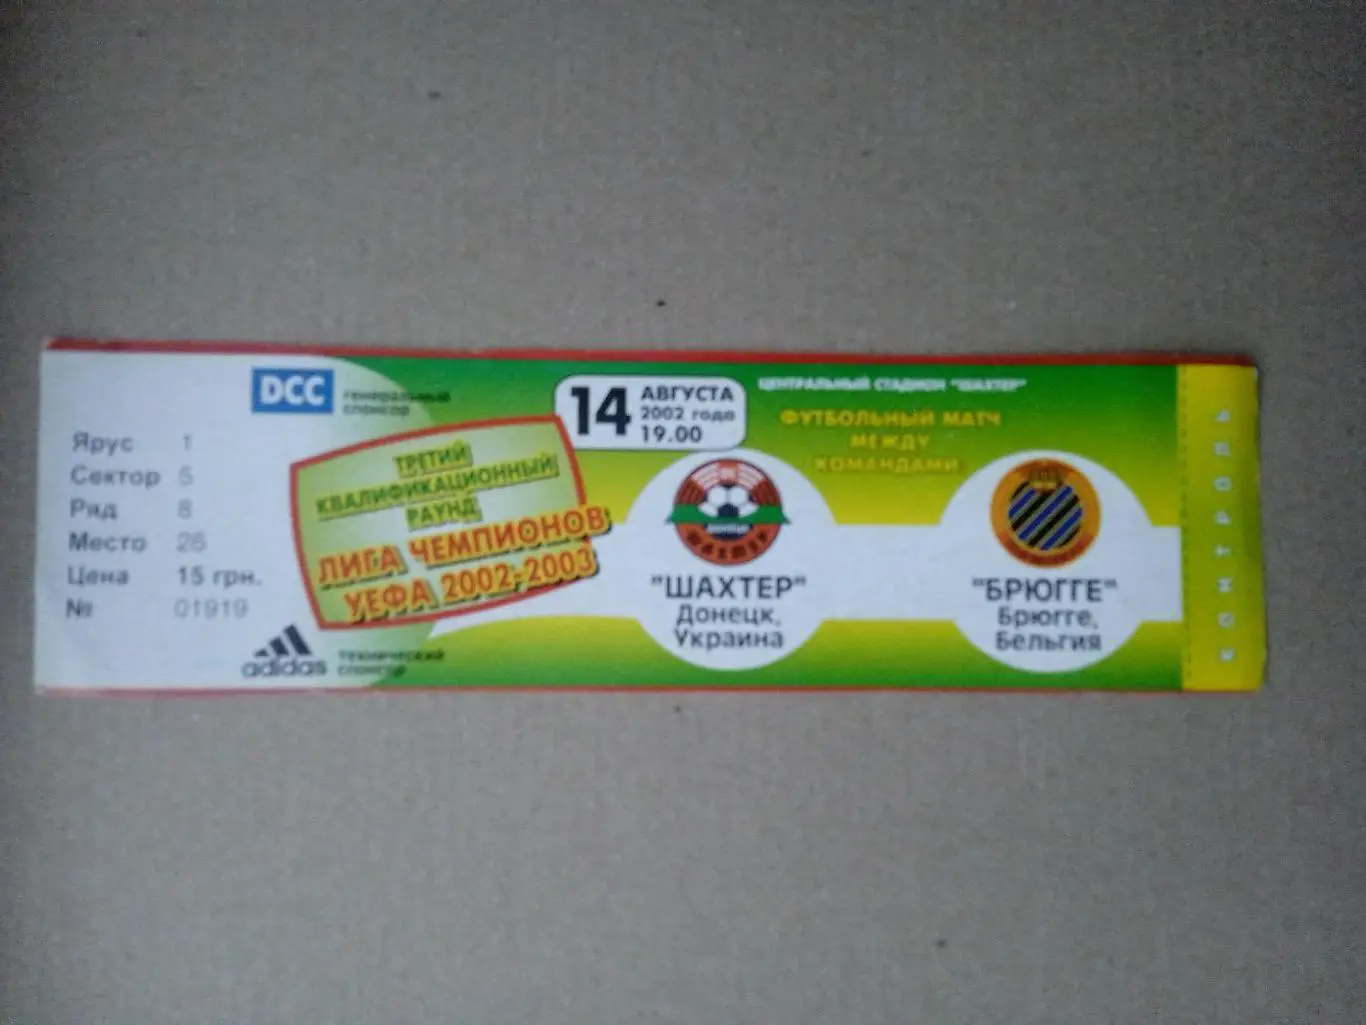 DCC
генеральный
спонсор
Ярус 1
Сектор 5
Ряд 8
Место 26
Цена 15 грн.
№ 01919
adidas
технический
спонсор
ТРЕТИЙ
КВАЛИФИКАЦИОННЫЙ
РАУНД
ЛИГА ЧЕМПИОНОВ
УЕФА 2002-2003
14 АВГУСТА
2002 года
19.00
ЦЕНТРАЛЬНЫЙ СТАДИОН "ШАХТЕР"
ФУТБОЛЬНЫЙ МАТЧ
МЕЖДУ
КОМАНДАМИ
ШАХТЕР
"ШАХТЕР"
Донецк,
Украина
"БРЮГГЕ"
Брюгге,
Бельгия